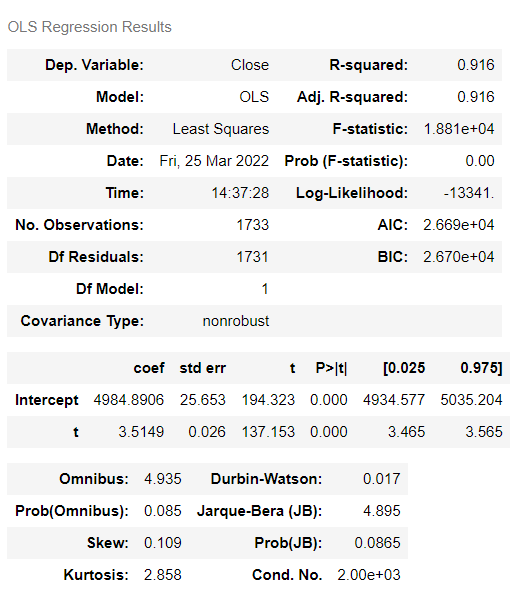 OLS Regression Results
Dep. Variable: Close R-squared: 0.916
Model: OLS Adj. R-squared: 0.916
Method: Least Squares F-statistic: 1.881e+04
Date: Fri, 25 Mar 2022 Prob (F-statistic): 0.00
Time: 14:37:28 Log-Likelihood: -13341.
No. Observations: 1733 AIC: 2.669e+04
Df Residuals: 1731 BIC: 2.670e+04
Df Model: 1
Covariance Type: nonrobust
coef std err t P>|t| [0.025 0.975]
Intercept 4984.8906 25.653 194.323 0.000 4934.577 5035.204
t 3.5149 0.026 137.153 0.000 3.465 3.565
Omnibus: 4.935 Durbin-Watson: 0.017
Prob(Omnibus): 0.085 Jarque-Bera (JB): 4.895
Skew: 0.109 Prob(JB): 0.0865
Kurtosis: 2.858 Cond. No. 2.00e+03